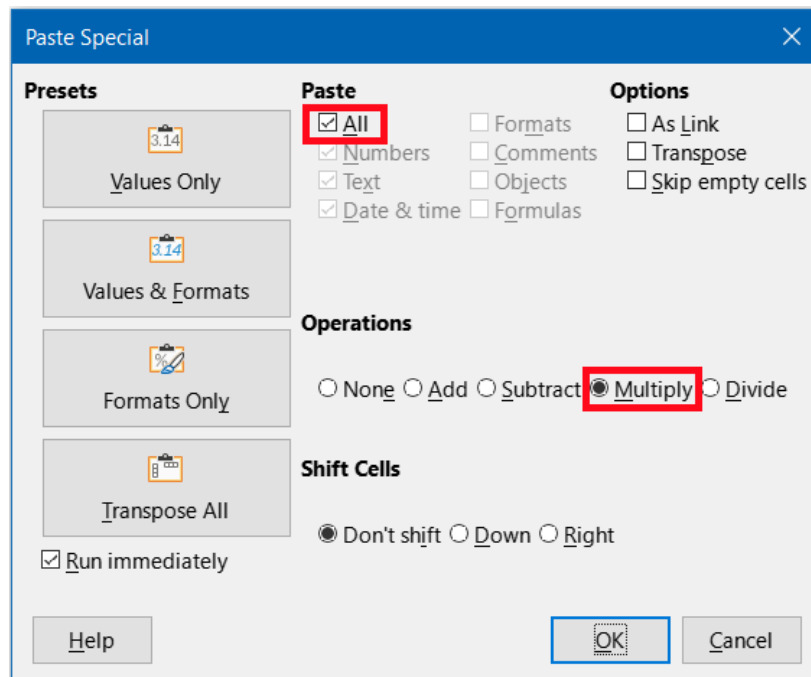 Paste Special
Presets
3.14
Values Only
3.14
Values & Formats
%
Formats Only
Transpose All
Run immediately
Paste
All
Numbers
Text
Date & time
Formats
Comments
Objects
Formulas
Options
As Link
Transpose
Skip empty cells
Operations
None Add Subtract Multiply Divide
Shift Cells
Don't shift Down Right
Help OK Cancel